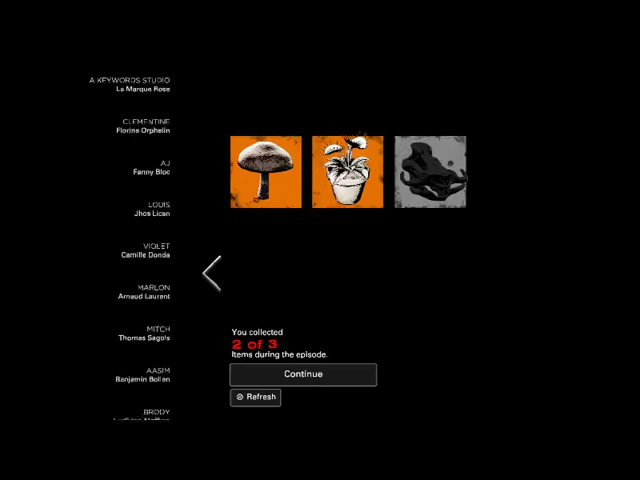 A KEYWORDS STUDIO
La Marque Rose
CLEMENTINE
Florine Orphelin
AJ
Fanny Bloc
LOUIS
Jhos Lican
VIOLET
Camille Donda
MARLON
Arnaud Laurent
MITCH
Thomas Sagols
AASIM
Benjamin Bollen
BRODY
You collected
2 of 3
Items during the episode.
Continue
Refresh